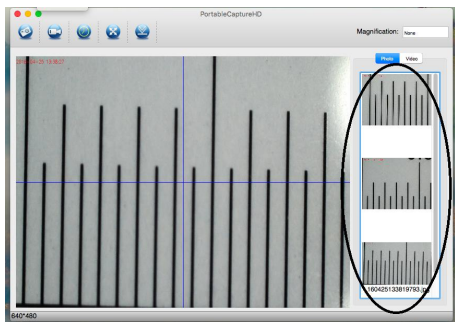 PortableCaptureHD
Magnification: None
Photo Video
160425133819793.jpg
640*480